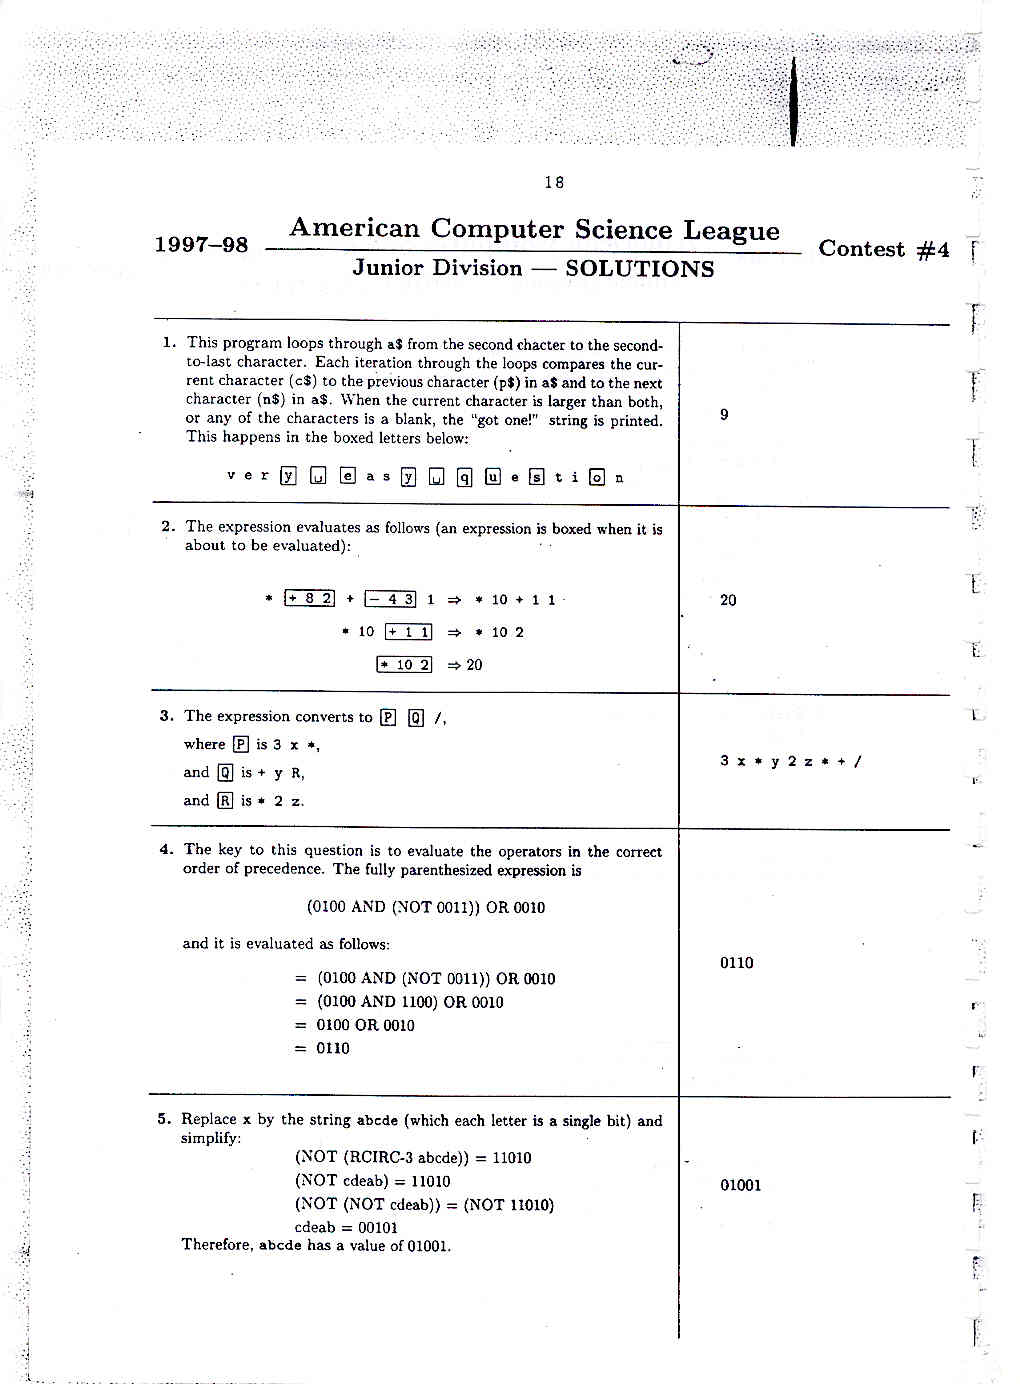 18
1997–98 American Computer Science League Contest #4
Junior Division — SOLUTIONS
1. This program loops through a$ from the second chacter to the second-
to-last character. Each iteration through the loops compares the cur-
rent character (c$) to the previous character (p$) in a$ and to the next
character (n$) in a$. When the current character is larger than both,
or any of the characters is a blank, the "got one!" string is printed.
This happens in the boxed letters below:
9
v e r y ␣ e a s y ␣ q u e s t i o n
2. The expression evaluates as follows (an expression is boxed when it is
about to be evaluated):
* + 8 2 + − 4 3 1 ⇒ * 10 + 1 1
* 10 + 1 1 ⇒ * 10 2
* 10 2 ⇒ 20
20
3. The expression converts to P Q /,
where P is 3 x *,
and Q is + y R,
and R is * 2 z.
3 x * y 2 z * + /
4. The key to this question is to evaluate the operators in the correct
order of precedence. The fully parenthesized expression is
(0100 AND (NOT 0011)) OR 0010
and it is evaluated as follows:
= (0100 AND (NOT 0011)) OR 0010
= (0100 AND 1100) OR 0010
= 0100 OR 0010
= 0110
0110
5. Replace x by the string abcde (which each letter is a single bit) and
simplify:
(NOT (RCIRC-3 abcde)) = 11010
(NOT cdeab) = 11010
(NOT (NOT cdeab)) = (NOT 11010)
cdeab = 00101
Therefore, abcde has a value of 01001.
01001